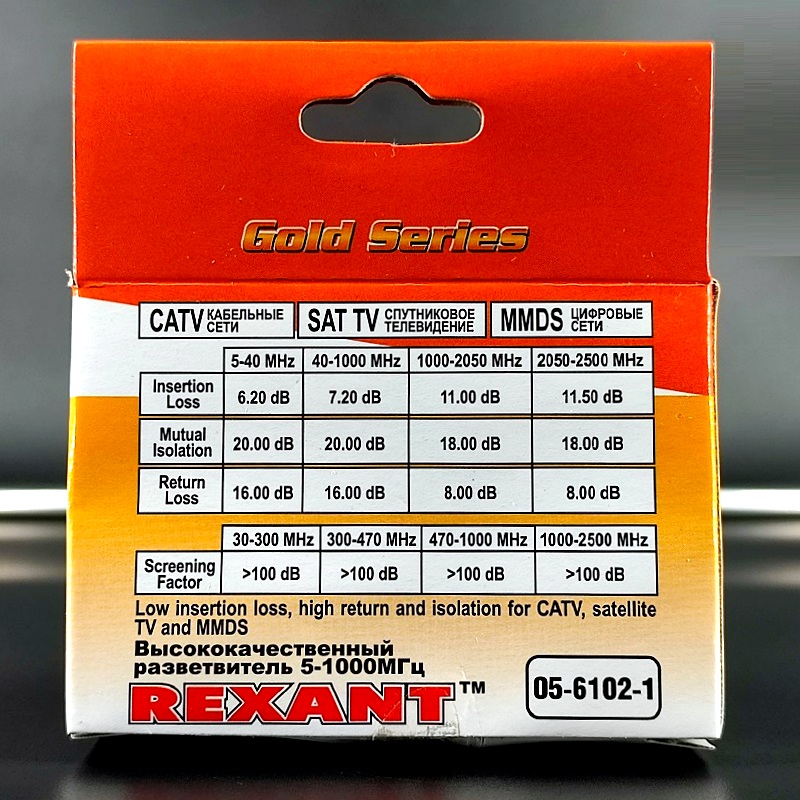 Gold Series
CATV КАБЕЛЬНЫЕ СЕТИ SAT TV СПУТНИКОВОЕ ТЕЛЕВИДЕНИЕ MMDS ЦИФРОВЫЕ СЕТИ
5-40 MHz 40-1000 MHz 1000-2050 MHz 2050-2500 MHz
Insertion Loss 6.20 dB 7.20 dB 11.00 dB 11.50 dB
Mutual Isolation 20.00 dB 20.00 dB 18.00 dB 18.00 dB
Return Loss 16.00 dB 16.00 dB 8.00 dB 8.00 dB
30-300 MHz 300-470 MHz 470-1000 MHz 1000-2500 MHz
Screening Factor >100 dB >100 dB >100 dB >100 dB
Low insertion loss, high return and isolation for CATV, satellite
TV and MMDS
Высококачественный
разветвитель 5-1000МГц
REXANT™
05-6102-1